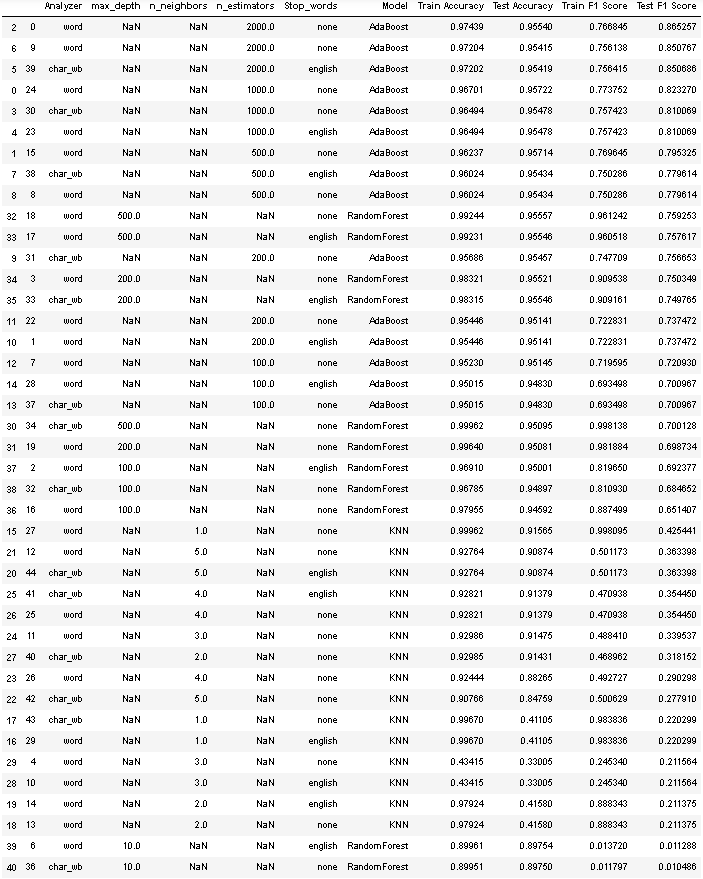 Analyzer max_depth n_neighbors n_estimators Stop_words Model Train Accuracy Test Accuracy Train F1 Score Test F1 Score
2 0 word NaN NaN 2000.0 none AdaBoost 0.97439 0.95540 0.766845 0.865257
6 9 word NaN NaN 2000.0 none AdaBoost 0.97204 0.95415 0.756138 0.850767
5 39 char_wb NaN NaN 2000.0 english AdaBoost 0.97202 0.95419 0.756415 0.850686
0 24 word NaN NaN 1000.0 none AdaBoost 0.96701 0.95722 0.773752 0.823270
3 30 char_wb NaN NaN 1000.0 none AdaBoost 0.96494 0.95478 0.757423 0.810069
4 23 word NaN NaN 1000.0 english AdaBoost 0.96494 0.95478 0.757423 0.810069
1 15 word NaN NaN 500.0 none AdaBoost 0.96237 0.95714 0.769645 0.795325
7 38 char_wb NaN NaN 500.0 english AdaBoost 0.96024 0.95434 0.750286 0.779614
8 8 word NaN NaN 500.0 none AdaBoost 0.96024 0.95434 0.750286 0.779614
32 18 word 500.0 NaN NaN none RandomForest 0.99244 0.95557 0.961242 0.759253
33 17 word 500.0 NaN NaN english RandomForest 0.99231 0.95546 0.960518 0.757617
9 31 char_wb NaN NaN 200.0 none AdaBoost 0.95686 0.95457 0.747709 0.756653
34 3 word 200.0 NaN NaN none RandomForest 0.98321 0.95521 0.909538 0.750349
35 33 char_wb 200.0 NaN NaN english RandomForest 0.98315 0.95546 0.909161 0.749765
11 22 word NaN NaN 200.0 none AdaBoost 0.95446 0.95141 0.722831 0.737472
10 1 word NaN NaN 200.0 english AdaBoost 0.95446 0.95141 0.722831 0.737472
12 7 word NaN NaN 100.0 none AdaBoost 0.95230 0.95145 0.719595 0.720930
14 28 word NaN NaN 100.0 english AdaBoost 0.95015 0.94830 0.693498 0.700967
13 37 char_wb NaN NaN 100.0 none AdaBoost 0.95015 0.94830 0.693498 0.700967
30 34 char_wb 500.0 NaN NaN none RandomForest 0.99962 0.95095 0.998138 0.700128
31 19 word 200.0 NaN NaN none RandomForest 0.99640 0.95081 0.981884 0.698734
37 2 word 100.0 NaN NaN english RandomForest 0.96910 0.95001 0.819650 0.692377
38 32 char_wb 100.0 NaN NaN none RandomForest 0.96785 0.94897 0.810930 0.684652
36 16 word 100.0 NaN NaN none RandomForest 0.97955 0.94592 0.887499 0.651407
15 27 word NaN 1.0 NaN none KNN 0.99962 0.91565 0.998095 0.425441
21 12 word NaN 5.0 NaN none KNN 0.92764 0.90874 0.501173 0.363398
20 44 char_wb NaN 5.0 NaN english KNN 0.92764 0.90874 0.501173 0.363398
25 41 char_wb NaN 4.0 NaN english KNN 0.92821 0.91379 0.470938 0.354450
26 25 word NaN 4.0 NaN none KNN 0.92821 0.91379 0.470938 0.354450
24 11 word NaN 3.0 NaN none KNN 0.92986 0.91475 0.488410 0.339537
27 40 char_wb NaN 2.0 NaN none KNN 0.92985 0.91431 0.468962 0.318152
23 26 word NaN 4.0 NaN none KNN 0.92444 0.88265 0.492727 0.290298
22 42 char_wb NaN 5.0 NaN none KNN 0.90766 0.84759 0.500629 0.277910
17 43 char_wb NaN 1.0 NaN none KNN 0.99670 0.41105 0.983836 0.220299
16 29 word NaN 1.0 NaN english KNN 0.99670 0.41105 0.983836 0.220299
29 4 word NaN 3.0 NaN none KNN 0.43415 0.33005 0.245340 0.211564
28 10 word NaN 3.0 NaN english KNN 0.43415 0.33005 0.245340 0.211564
19 14 word NaN 2.0 NaN english KNN 0.97924 0.41580 0.888343 0.211375
18 13 word NaN 2.0 NaN none KNN 0.97924 0.41580 0.888343 0.211375
39 6 word 10.0 NaN NaN english RandomForest 0.89961 0.89754 0.013720 0.011288
40 36 char_wb 10.0 NaN NaN none RandomForest 0.89951 0.89750 0.011797 0.010486